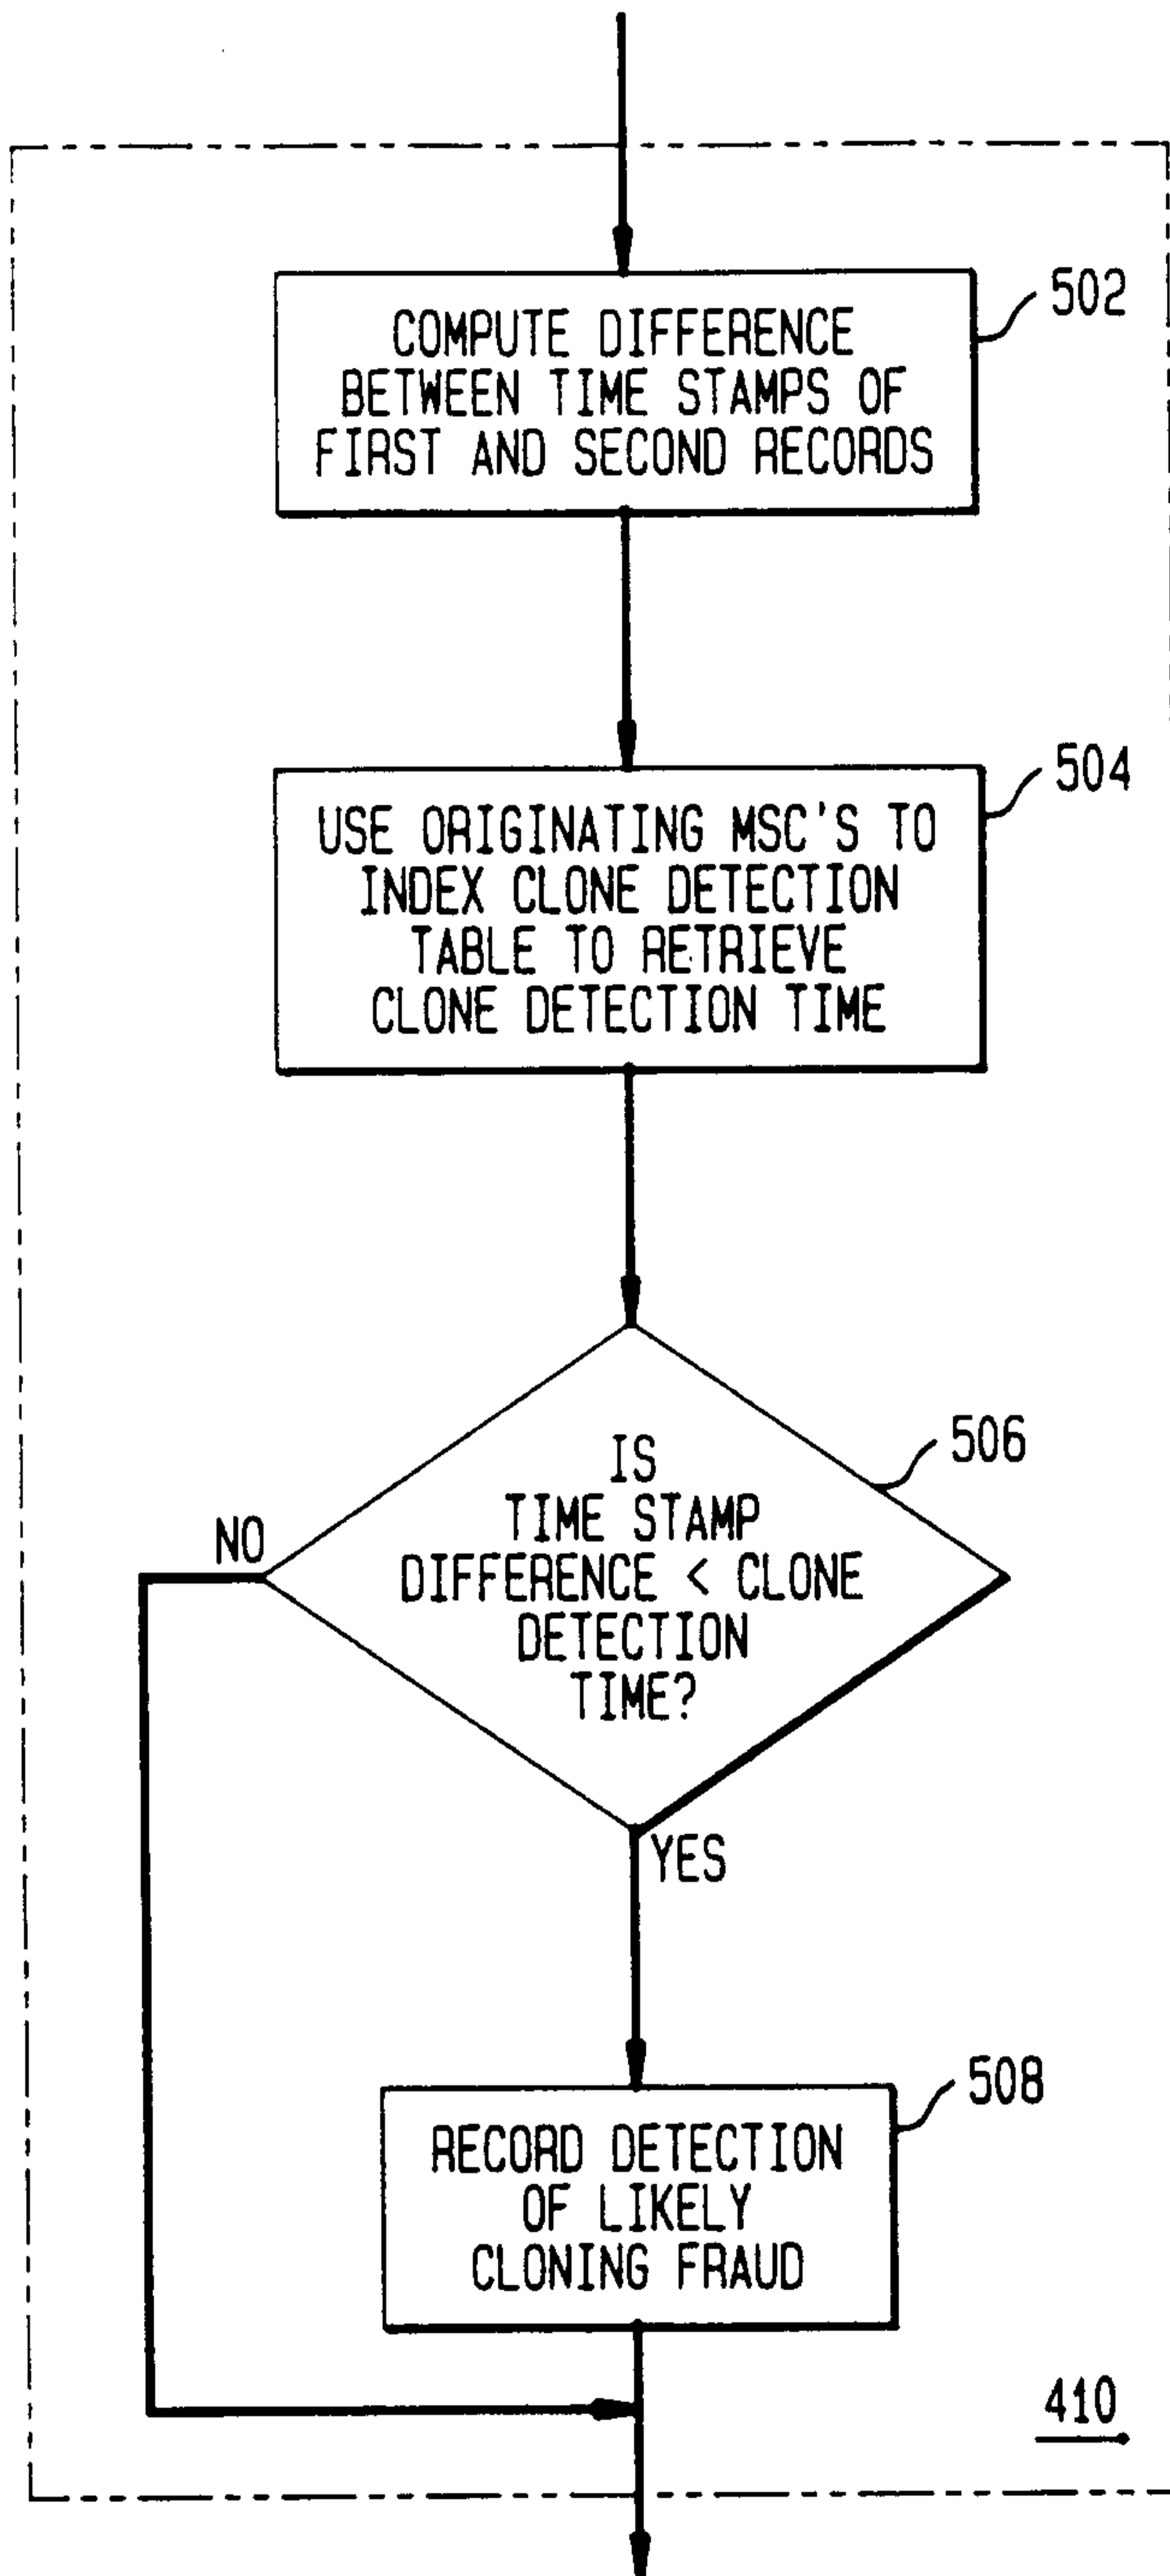 502
COMPUTE DIFFERENCE
BETWEEN TIME STAMPS OF
FIRST AND SECOND RECORDS
504
USE ORIGINATING MSC'S TO
INDEX CLONE DETECTION
TABLE TO RETRIEVE
CLONE DETECTION TIME
506
IS
TIME STAMP
DIFFERENCE < CLONE
DETECTION
TIME?
NO
YES
508
RECORD DETECTION
OF LIKELY
CLONING FRAUD
410